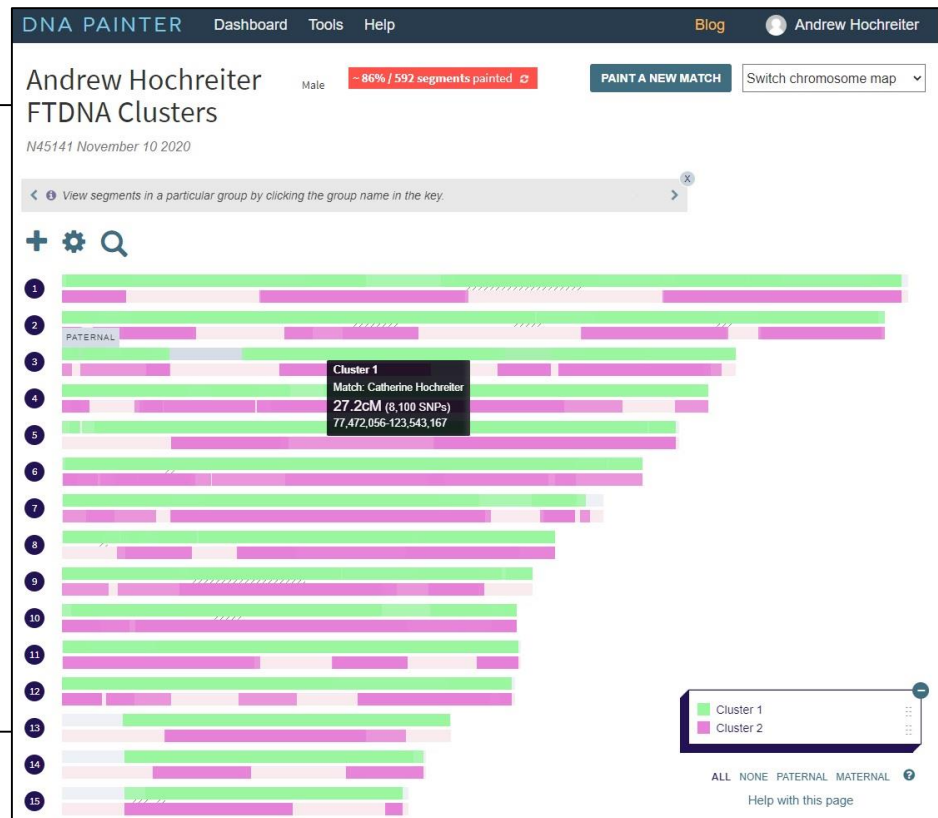 DNA PAINTER Dashboard Tools Help Blog Andrew Hochreiter
Andrew Hochreiter
FTDNA Clusters
Male
~ 86% / 592 segments painted
PAINT A NEW MATCH
Switch chromosome map
N45141 November 10 2020
View segments in a particular group by clicking the group name in the key.
X
1
2
PATERNAL
3
Cluster 1
Match: Catherine Hochreiter
27.2cM (8,100 SNPs)
77,472,056-123,543,167
4
5
6
7
8
9
10
11
12
13
14
15
Cluster 1
Cluster 2
ALL NONE PATERNAL MATERNAL ?
Help with this page